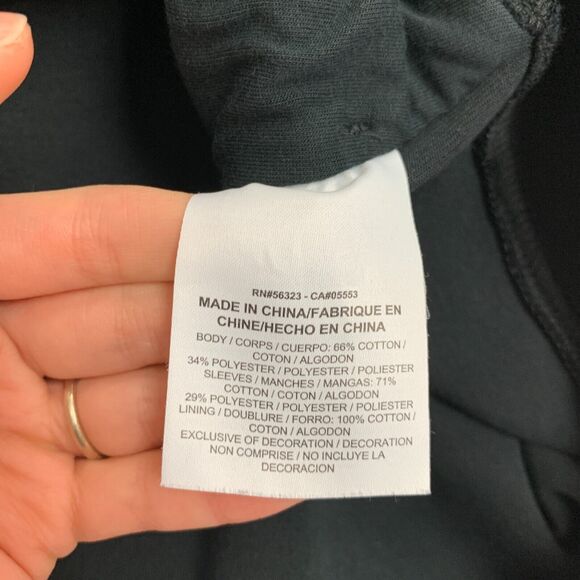 RN#56323 - CA#05553
MADE IN CHINA/FABRIQUE EN
CHINE/HECHO EN CHINA
BODY / CORPS / CUERPO: 66% COTTON /
COTON / ALGODON
34% POLYESTER / POLYESTER / POLIESTER
SLEEVES / MANCHES / MANGAS: 71%
COTTON / COTON / ALGODON
29% POLYESTER / POLYESTER / POLIESTER
LINING / DOUBLURE / FORRO: 100% COTTON /
COTON / ALGODON
EXCLUSIVE OF DECORATION / DECORATION
NON COMPRISE / NO INCLUYE LA
DECORACION